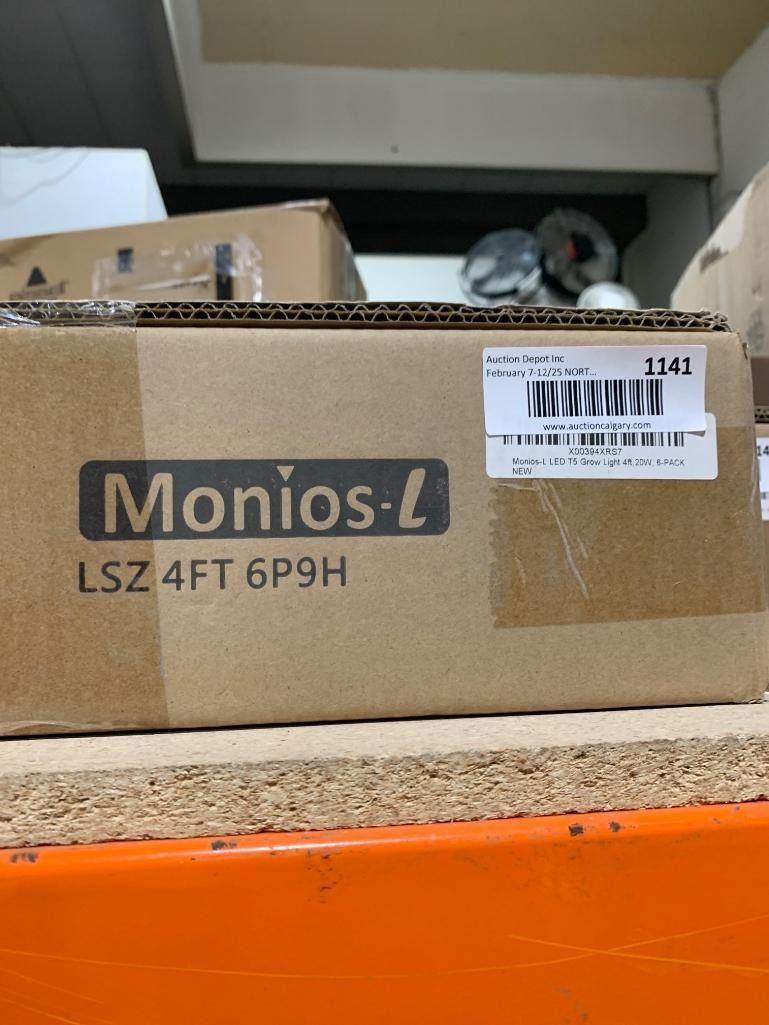 Auction Depot Inc
February 7-12/25 NORT...
1141
www.auctioncalgary.com
X00394XRS7
Monios-L LED T5 Grow Light 4ft,20W, 6-PACK
NEW
Monios-L
LSZ 4FT 6P9H
14